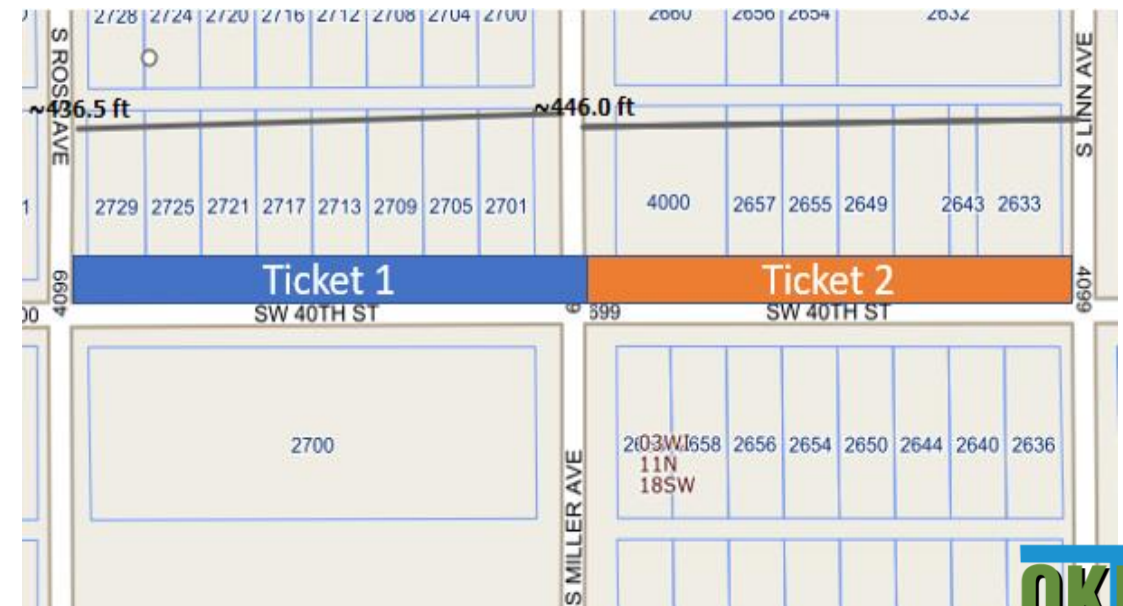 2728 2724 2720 2716 2712 2708 2704 2700
2660 2656 2654 2632
S ROSS AVE
S LINN AVE
~436.5 ft
~446.0 ft
2729 2725 2721 2717 2713 2709 2705 2701
4000 2657 2655 2649 2643 2633
Ticket 1
Ticket 2
4099
699
4099
SW 40TH ST
SW 40TH ST
2700
2658 2656 2654 2650 2644 2640 2636
03WI
11N
18SW
S MILLER AVE